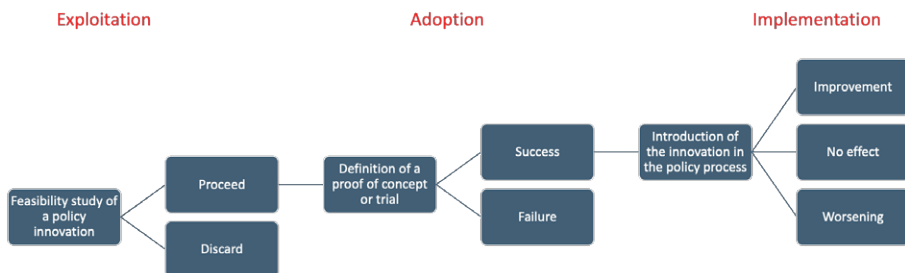 Exploitation
Adoption
Implementation
Feasibility study of
a policy
innovation
Proceed
Discard
Definition of a
proof of concept
or trial
Success
Failure
Introduction of
the innovation in
the policy process
Improvement
No effect
Worsening